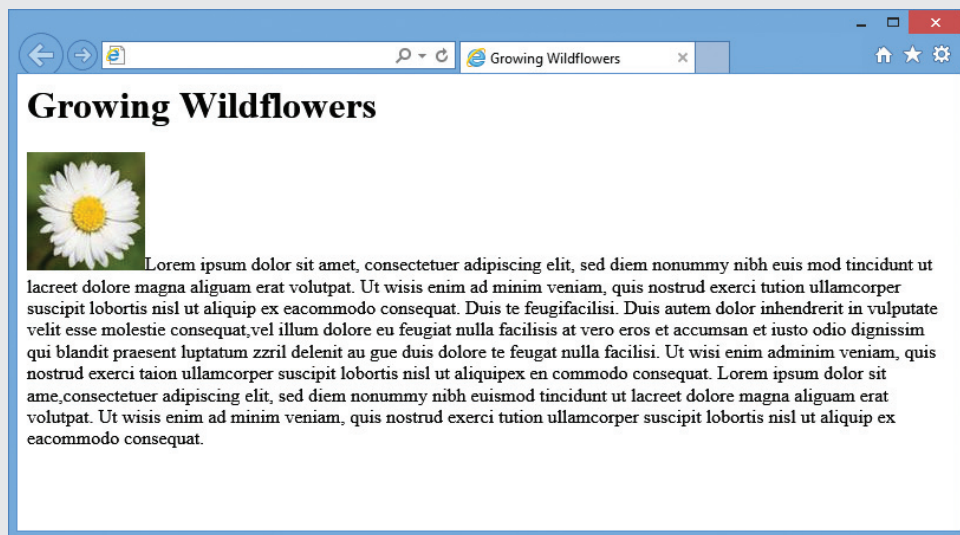 Growing Wildflowers
Growing Wildflowers
Lorem ipsum dolor sit amet, consectetuer adipiscing elit, sed diem nonummy nibh euis mod tincidunt ut
lacreet dolore magna aliguam erat volutpat. Ut wisis enim ad minim veniam, quis nostrud exerci tution ullamcorper
suscipit lobortis nisl ut aliquip ex eacommodo consequat. Duis te feugifacilisi. Duis autem dolor inhendrerit in vulputate
velit esse molestie consequat,vel illum dolore eu feugiat nulla facilisis at vero eros et accumsan et iusto odio dignissim
qui blandit praesent luptatum zzril delenit au gue duis dolore te feugat nulla facilisi. Ut wisi enim adminim veniam, quis
nostrud exerci taion ullamcorper suscipit lobortis nisl ut aliquipex en commodo consequat. Lorem ipsum dolor sit
ame,consectetuer adipiscing elit, sed diem nonummy nibh euismod tincidunt ut lacreet dolore magna aliguam erat
volutpat. Ut wisis enim ad minim veniam, quis nostrud exerci tution ullamcorper suscipit lobortis nisl ut aliquip ex
eacommodo consequat.